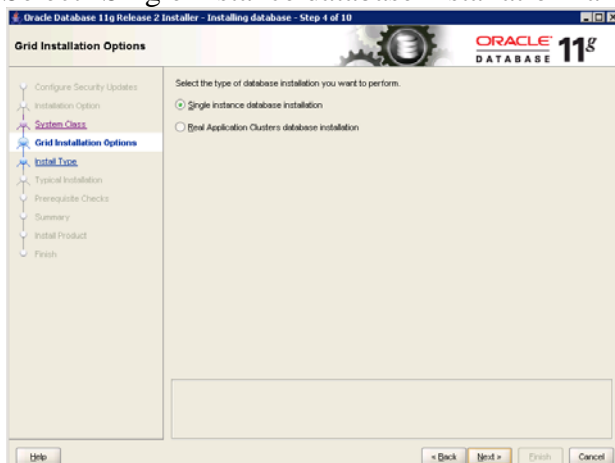 Oracle Database 11g Release 2 Installer - Installing database - Step 4 of 10
Grid Installation Options
ORACLE
DATABASE
11g
Configure Security Updates
Installation Option
System Class
Grid Installation Options
Install Type
Typical Installation
Prerequisite Checks
Summary
Install Product
Finish
Select the type of database installation you want to perform.
Single instance database installation
Real Application Clusters database installation
Help
< Back
Next >
Finish
Cancel